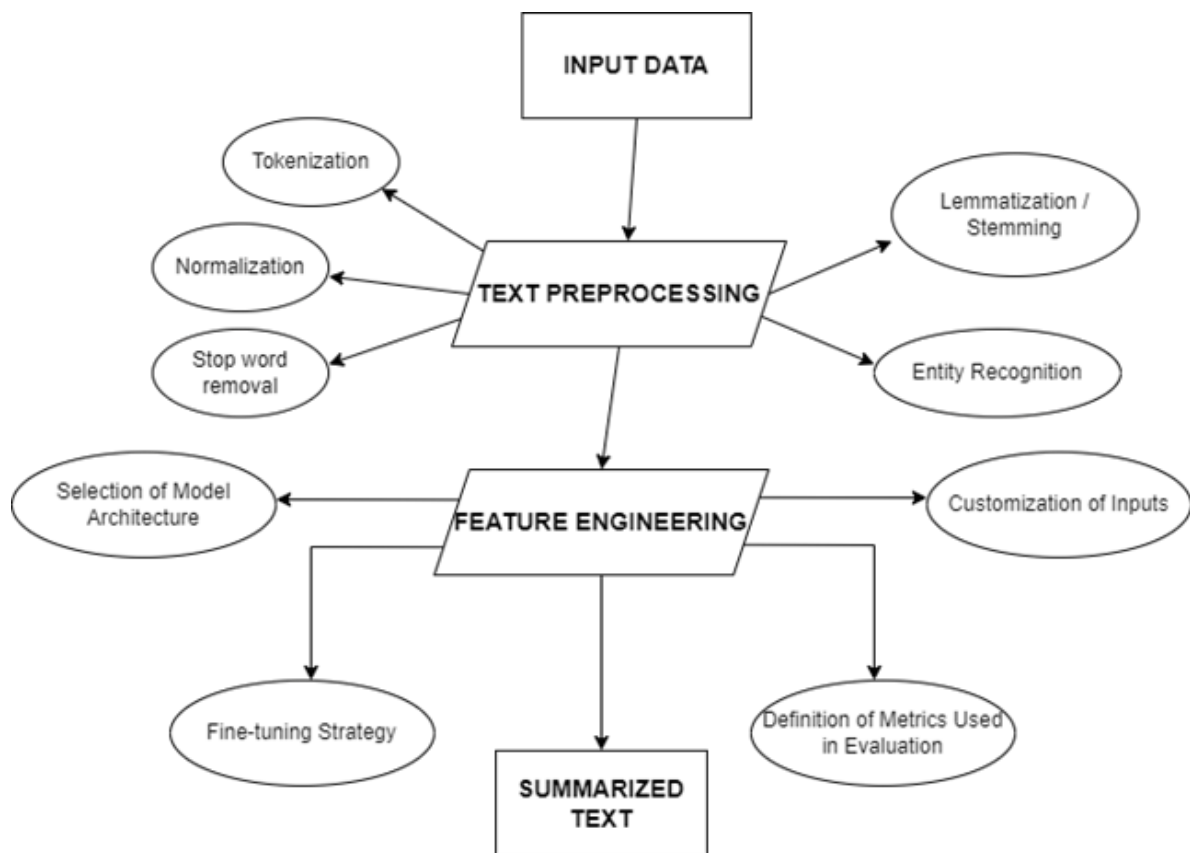 INPUT DATA
Tokenization
Lemmatization /
Stemming
Normalization
TEXT PREPROCESSING
Stop word
removal
Entity Recognition
Selection of Model
Architecture
FEATURE ENGINEERING
Customization of Inputs
Fine-tuning Strategy
Definition of Metrics Used
in Evaluation
SUMMARIZED
TEXT